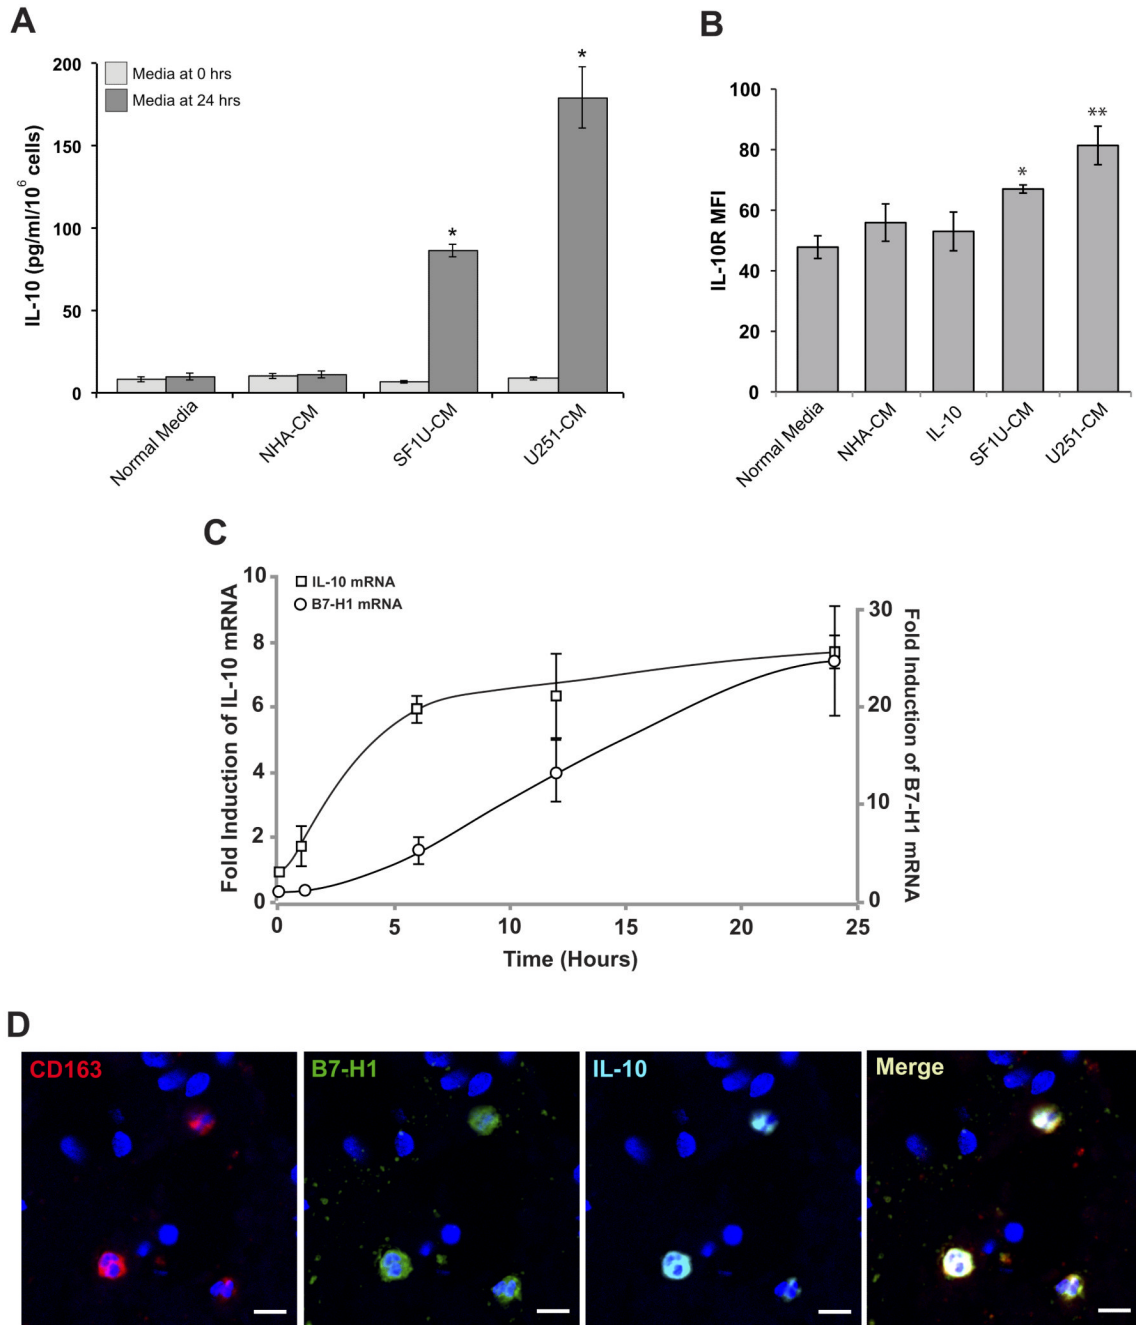 A
IL-10 (pg/ml/10⁶ cells)
200
150
100
50
0
Media at 0 hrs
Media at 24 hrs
*
*
Normal Media
NHA-CM
SF1U-CM
U251-CM
B
IL-10R MFI
100
80
60
40
20
0
*
**
Normal Media
NHA-CM
IL-10
SF1U-CM
U251-CM
C
Fold Induction of IL-10 mRNA
10
8
6
4
2
0
IL-10 mRNA
B7-H1 mRNA
30
20
10
0
Fold Induction of B7-H1 mRNA
0 5 10 15 20 25
Time (Hours)
D
CD163
B7-H1
IL-10
Merge